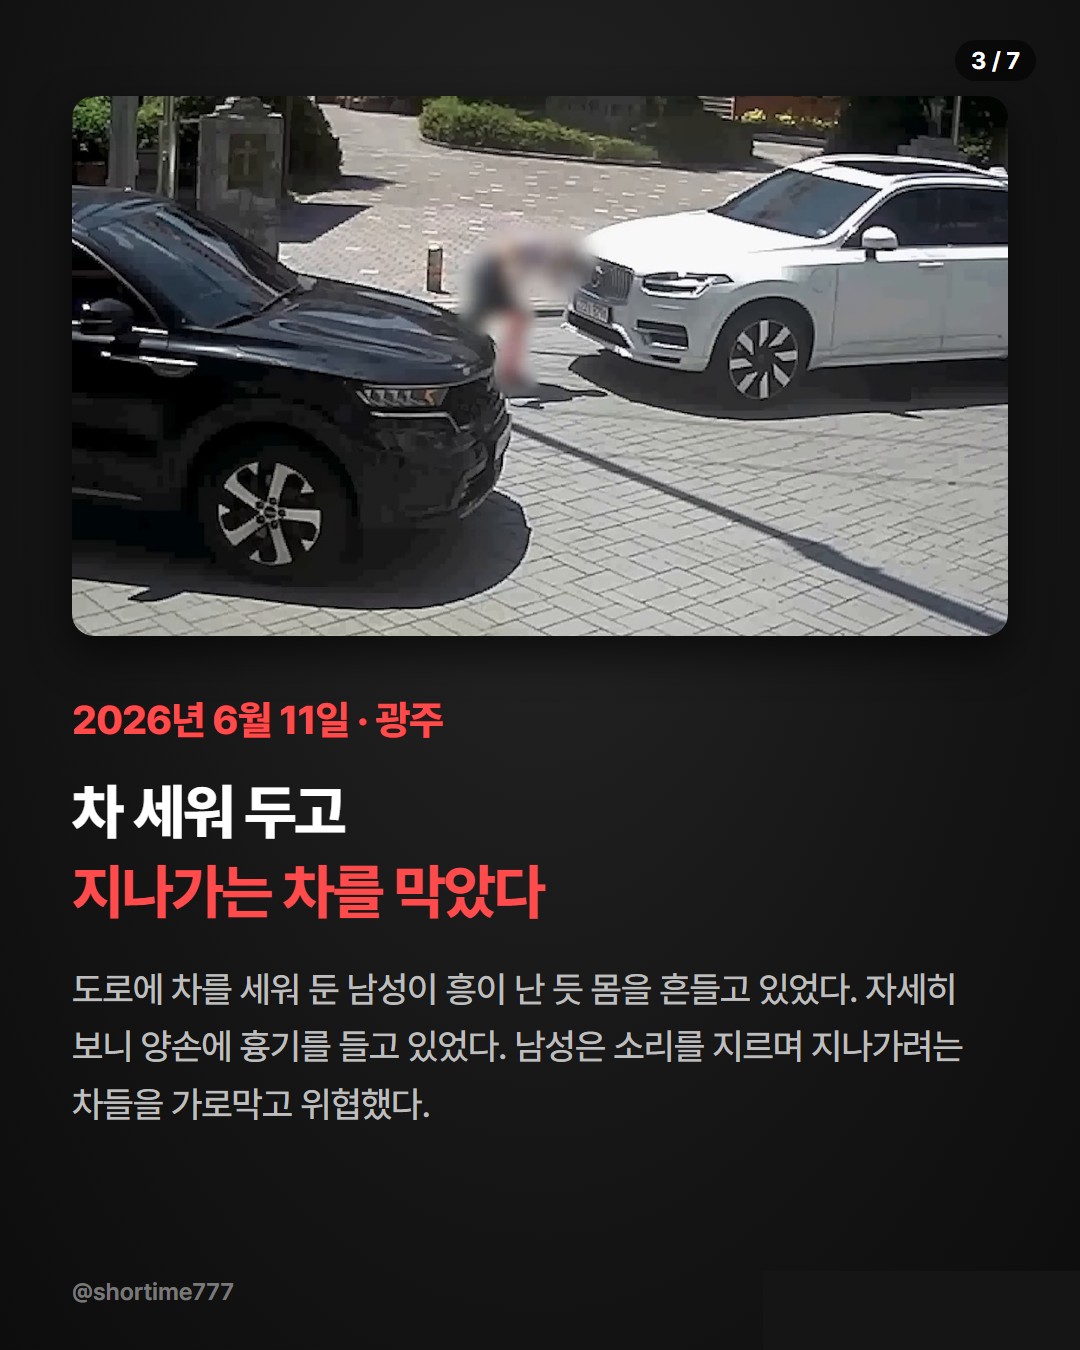 3 / 7
2026년 6월 11일 · 광주
차 세워 두고
지나가는 차를 막았다
도로에 차를 세워 둔 남성이 흥이 난 듯 몸을 흔들고 있었다. 자세히
보니 양손에 흉기를 들고 있었다. 남성은 소리를 지르며 지나가려는
차들을 가로막고 위협했다.
@shortime777